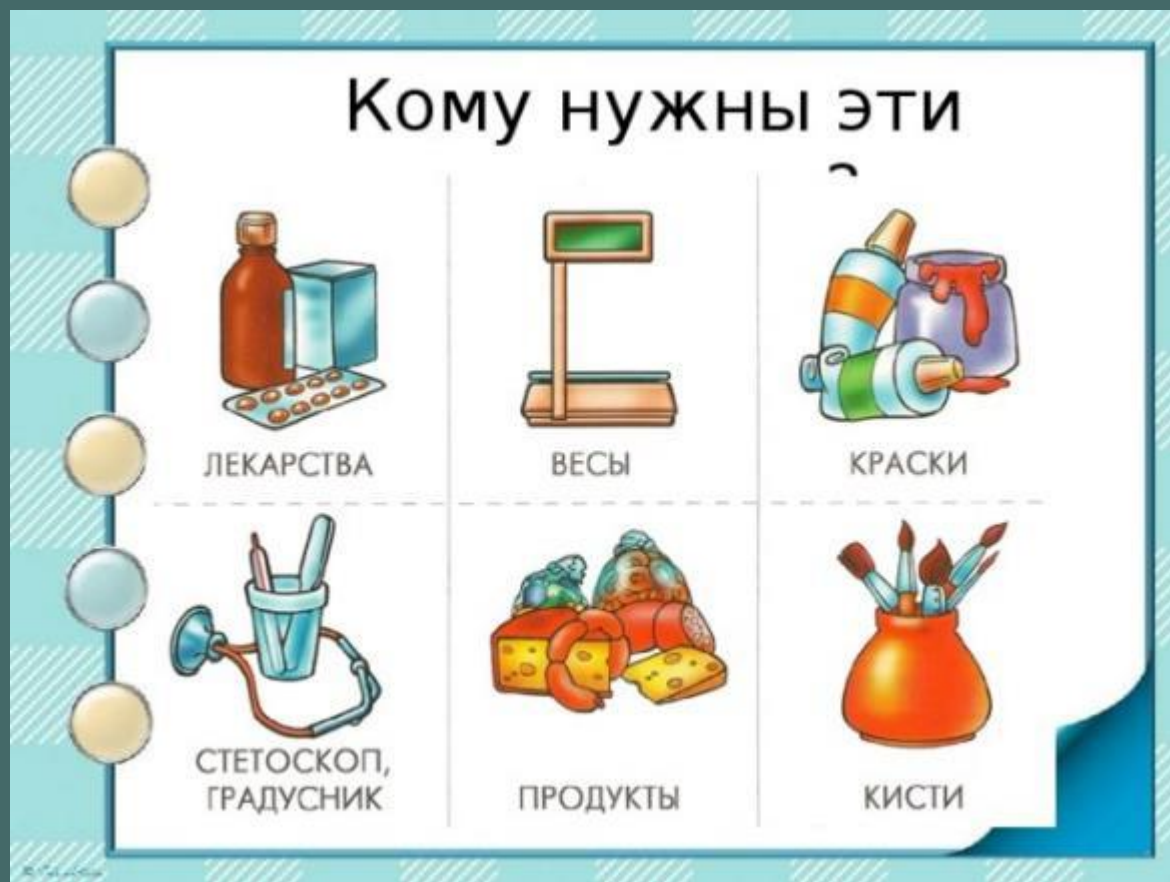 Кому нужны эти
?
ЛЕКАРСТВА
ВЕСЫ
КРАСКИ
СТЕТОСКОП,
ГРАДУСНИК
ПРОДУКТЫ
КИСТИ